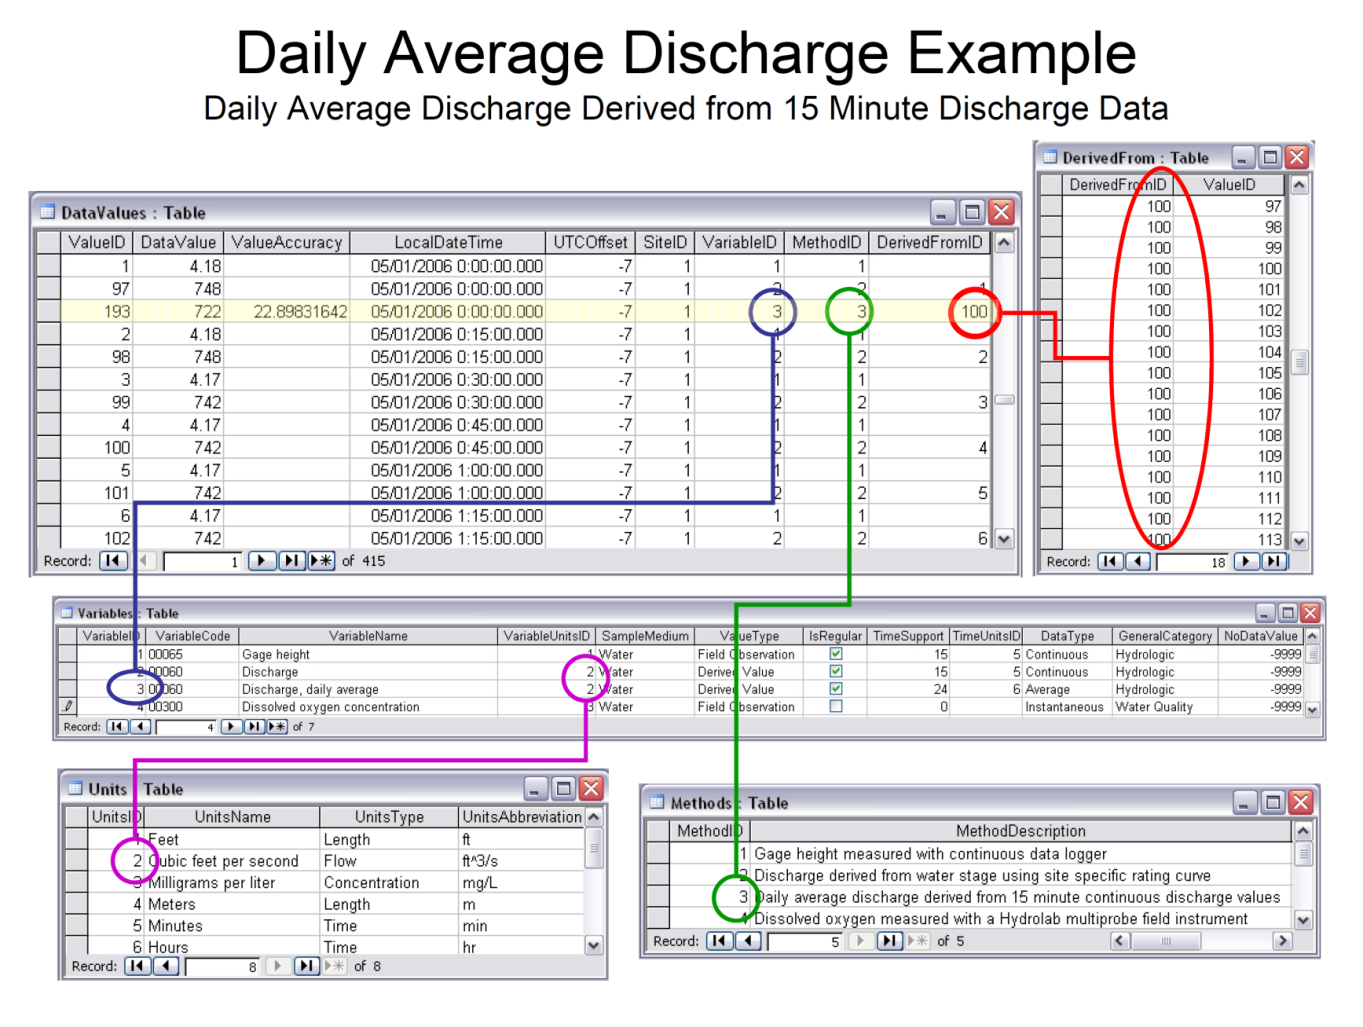 Daily Average Discharge Example
Daily Average Discharge Derived from 15 Minute Discharge Data
DerivedFrom : Table
DerivedFromID ValueID
100 97
100 98
100 99
100 100
100 101
100 102
100 103
100 104
100 105
100 106
100 107
100 108
100 109
100 110
100 111
100 112
100 113
Record: 18
DataValues : Table
ValueID DataValue ValueAccuracy LocalDateTime UTCOffset SiteID VariableID MethodID DerivedFromID
1 4.18 05/01/2006 0:00:00.000 -7 1 1 1
97 748 05/01/2006 0:00:00.000 -7 1 2 2 1
193 722 22.89831642 05/01/2006 0:00:00.000 -7 1 3 3 100
2 4.18 05/01/2006 0:15:00.000 -7 1 1 1
98 748 05/01/2006 0:15:00.000 -7 1 2 2 2
3 4.17 05/01/2006 0:30:00.000 -7 1 1 1
99 742 05/01/2006 0:30:00.000 -7 1 2 2 3
4 4.17 05/01/2006 0:45:00.000 -7 1 1 1
100 742 05/01/2006 0:45:00.000 -7 1 2 2 4
5 4.17 05/01/2006 1:00:00.000 -7 1 1 1
101 742 05/01/2006 1:00:00.000 -7 1 2 2 5
6 4.17 05/01/2006 1:15:00.000 -7 1 1 1
102 742 05/01/2006 1:15:00.000 -7 1 2 2 6
Record: 1 of 415
Variables : Table
VariableID VariableCode VariableName VariableUnitsID SampleMedium ValueType IsRegular TimeSupport TimeUnitsID DataType GeneralCategory NoDataValue
1 00065 Gage height 1 Water Field Observation 15 5 Continuous Hydrologic -9999
2 00060 Discharge 2 Water Derived Value 15 5 Continuous Hydrologic -9999
3 00060 Discharge, daily average 2 Water Derived Value 24 6 Average Hydrologic -9999
4 00300 Dissolved oxygen concentration 3 Water Field Observation 0 Instantaneous Water Quality -9999
Record: 4 of 7
Units : Table
UnitsID UnitsName UnitsType UnitsAbbreviation
1 Feet Length ft
2 Cubic feet per second Flow ft^3/s
3 Milligrams per liter Concentration mg/L
4 Meters Length m
5 Minutes Time min
6 Hours Time hr
Record: 8 of 8
Methods : Table
MethodID MethodDescription
1 Gage height measured with continuous data logger
2 Discharge derived from water stage using site specific rating curve
3 Daily average discharge derived from 15 minute continuous discharge values
4 Dissolved oxygen measured with a Hydrolab multiprobe field instrument
Record: 5 of 5